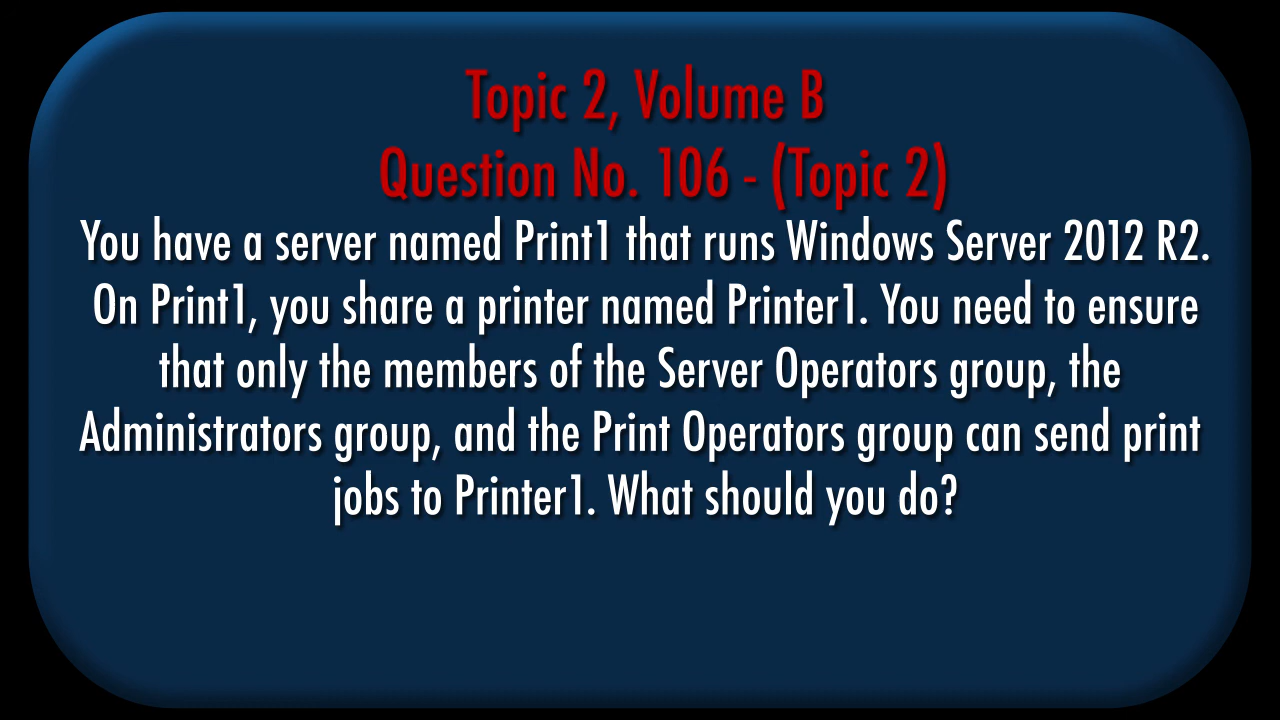 Topic 2, Volume B
Question No. 106 - (Topic 2)
You have a server named Print1 that runs Windows Server 2012 R2.
On Print1, you share a printer named Printer1. You need to ensure
that only the members of the Server Operators group, the
Administrators group, and the Print Operators group can send print
jobs to Printer1. What should you do?